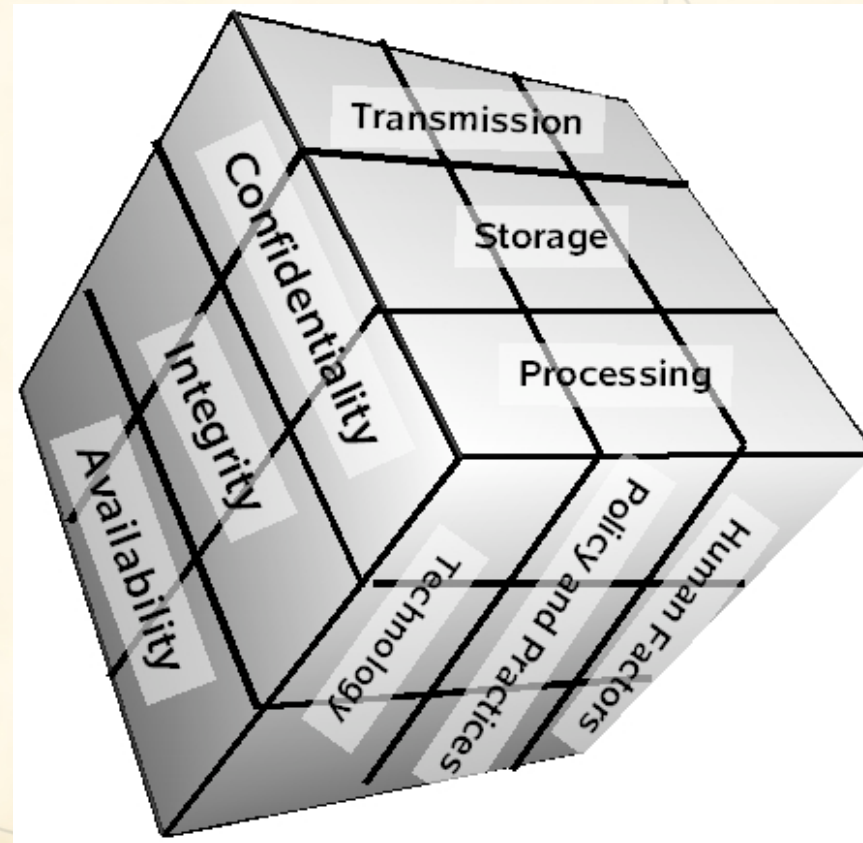 Transmission
Storage
Processing
Confidentiality
Integrity
Availability
Technology
Policy and Practices
Human Factors